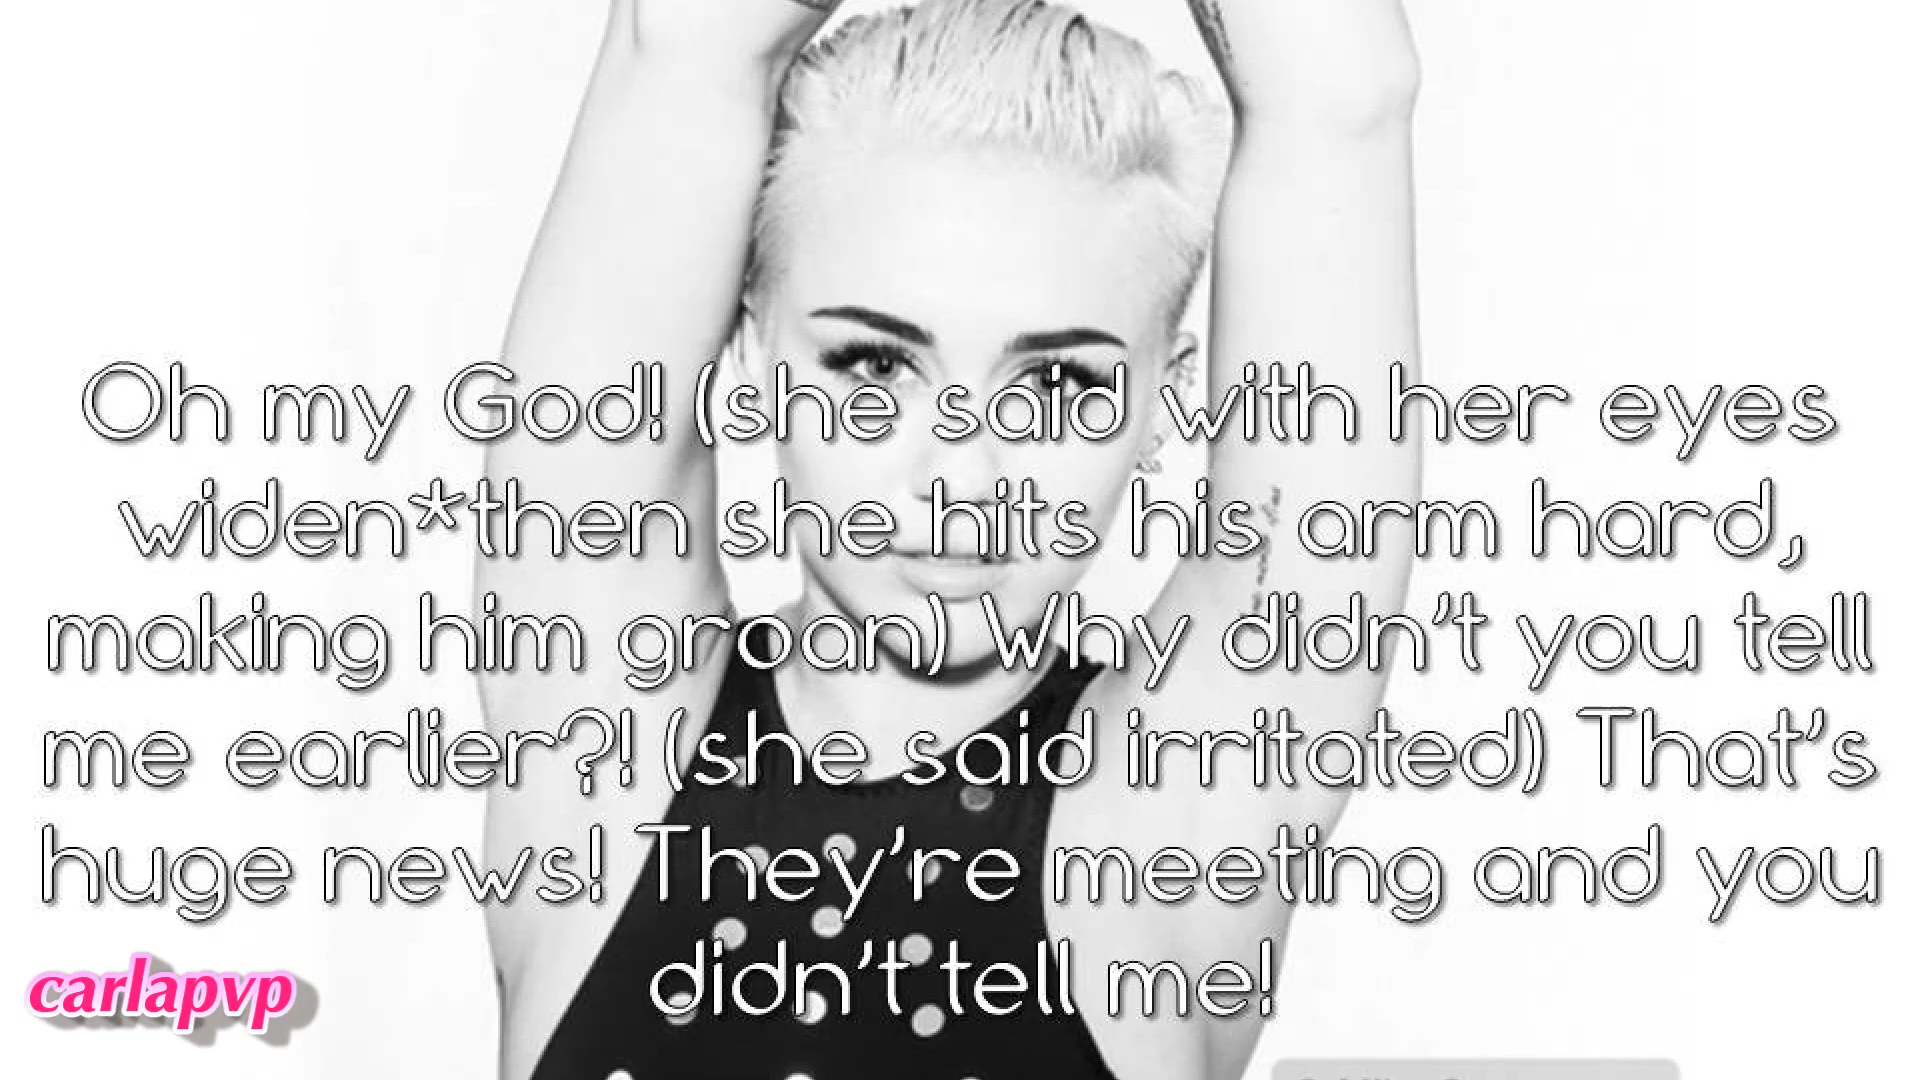 Oh my God! (she said with her eyes
widen*then she hits his arm hard,
making him groan) Why didn't you tell
me earlier?! (she said irritated) That's
huge news! They're meeting and you
didn't tell me!
carlapvp